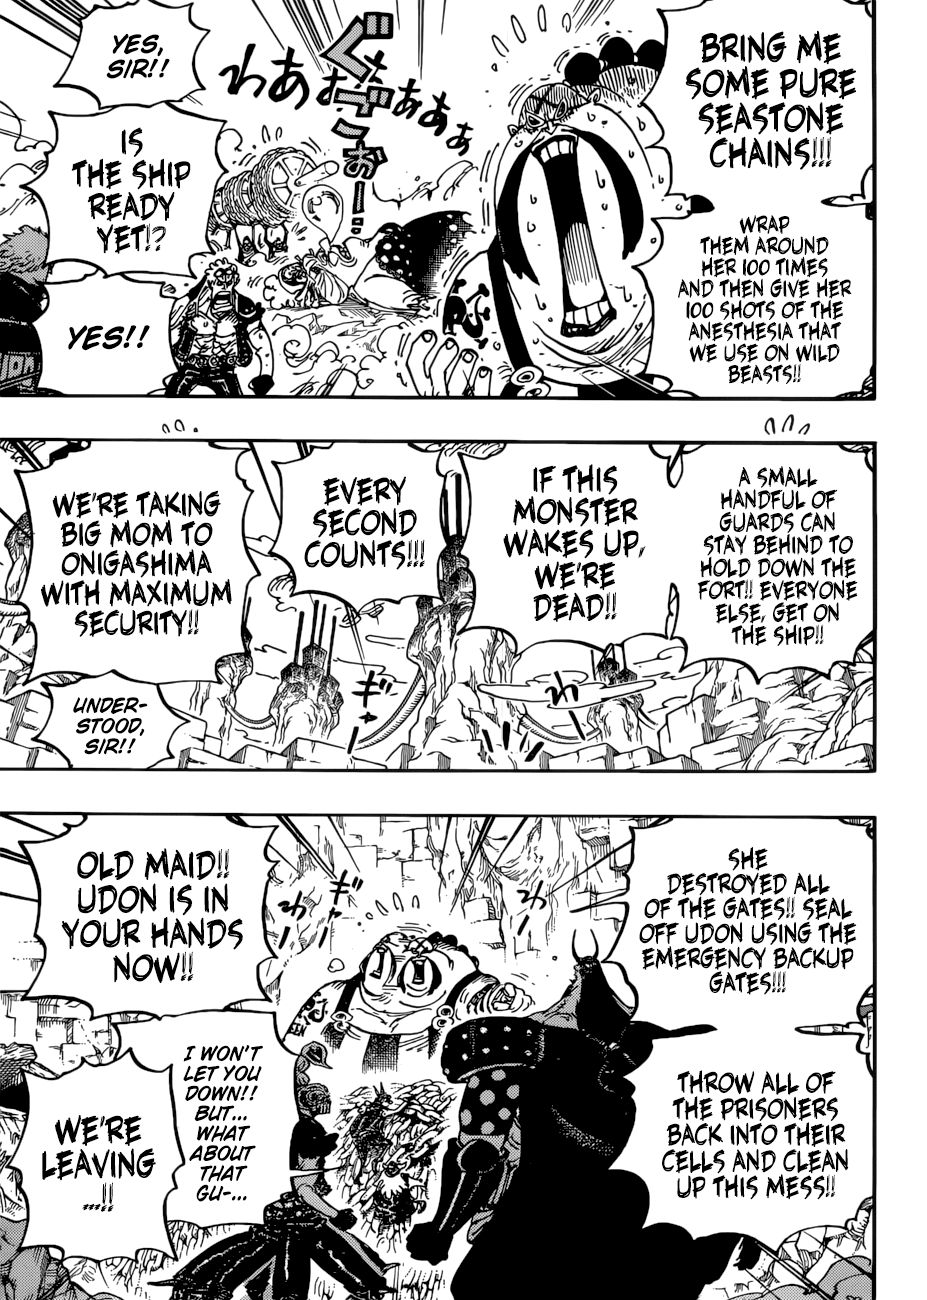 BRING ME
SOME PURE
SEASTONE
CHAINS!!!
WRAP
THEM AROUND
HER 100 TIMES
AND THEN GIVE HER
100 SHOTS OF THE
ANESTHESIA THAT
WE USE ON WILD
BEASTS!!
YES,
SIR!!
IS
THE SHIP
READY
YET!?
YES!!
A SMALL
HANDFUL OF
GUARDS CAN
STAY BEHIND TO
HOLD DOWN THE
FORT!! EVERYONE
ELSE, GET ON
THE SHIP!!
IF THIS
MONSTER
WAKES UP,
WE'RE
DEAD!!
EVERY
SECOND
COUNTS!!!
WE'RE TAKING
BIG MOM TO
ONIGASHIMA
WITH MAXIMUM
SECURITY!!
UNDER-
STOOD,
SIR!!
SHE
DESTROYED ALL
OF THE GATES!! SEAL
OFF UDON USING THE
EMERGENCY BACKUP
GATES!!!
THROW ALL OF
THE PRISONERS
BACK INTO THEIR
CELLS AND CLEAN
UP THIS MESS!!
OLD MAID!!
UDON IS IN
YOUR HANDS
NOW!!
I WON'T
LET YOU
DOWN!!
BUT...
WHAT
ABOUT
THAT
GU-...
WE'RE
LEAVING
...!!